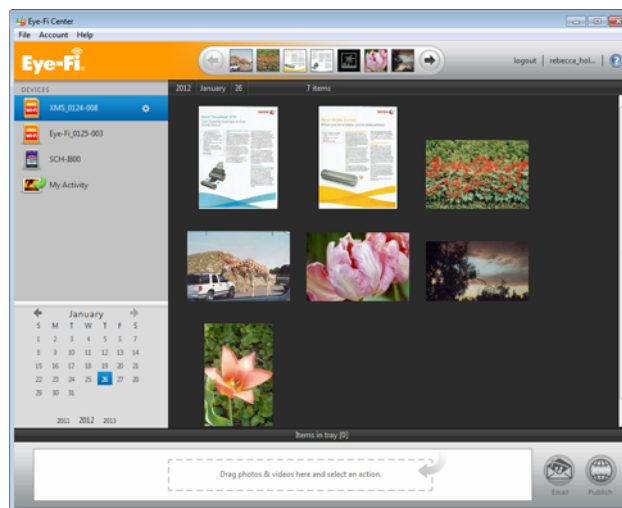 Eye-Fi Center
File Account Help
Eye-Fi
logout | rebecca_hol... | ?
DEVICES
2012 January 26 7 items
XMS_0124-008
Eye-Fi_0125-003
SCH-I800
My Activity
January
S M T W T F S
1 2 3 4 5 6 7
8 9 10 11 12 13 14
15 16 17 18 19 20 21
22 23 24 25 26 27 28
29 30 31
2011 2012 2013
Items in tray [0]
Drag photos & videos here and select an action.
Email Publish